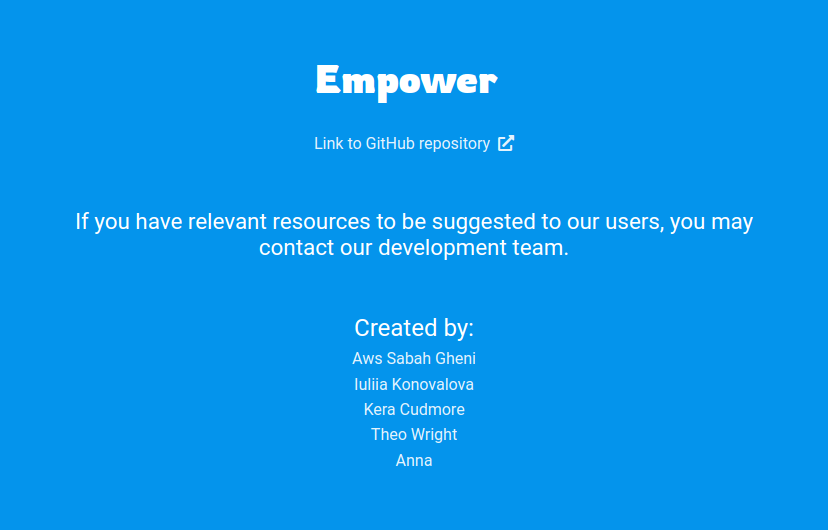 Empower
Link to GitHub repository
If you have relevant resources to be suggested to our users, you may
contact our development team.
Created by:
Aws Sabah Gheni
Iuliia Konovalova
Kera Cudmore
Theo Wright
Anna